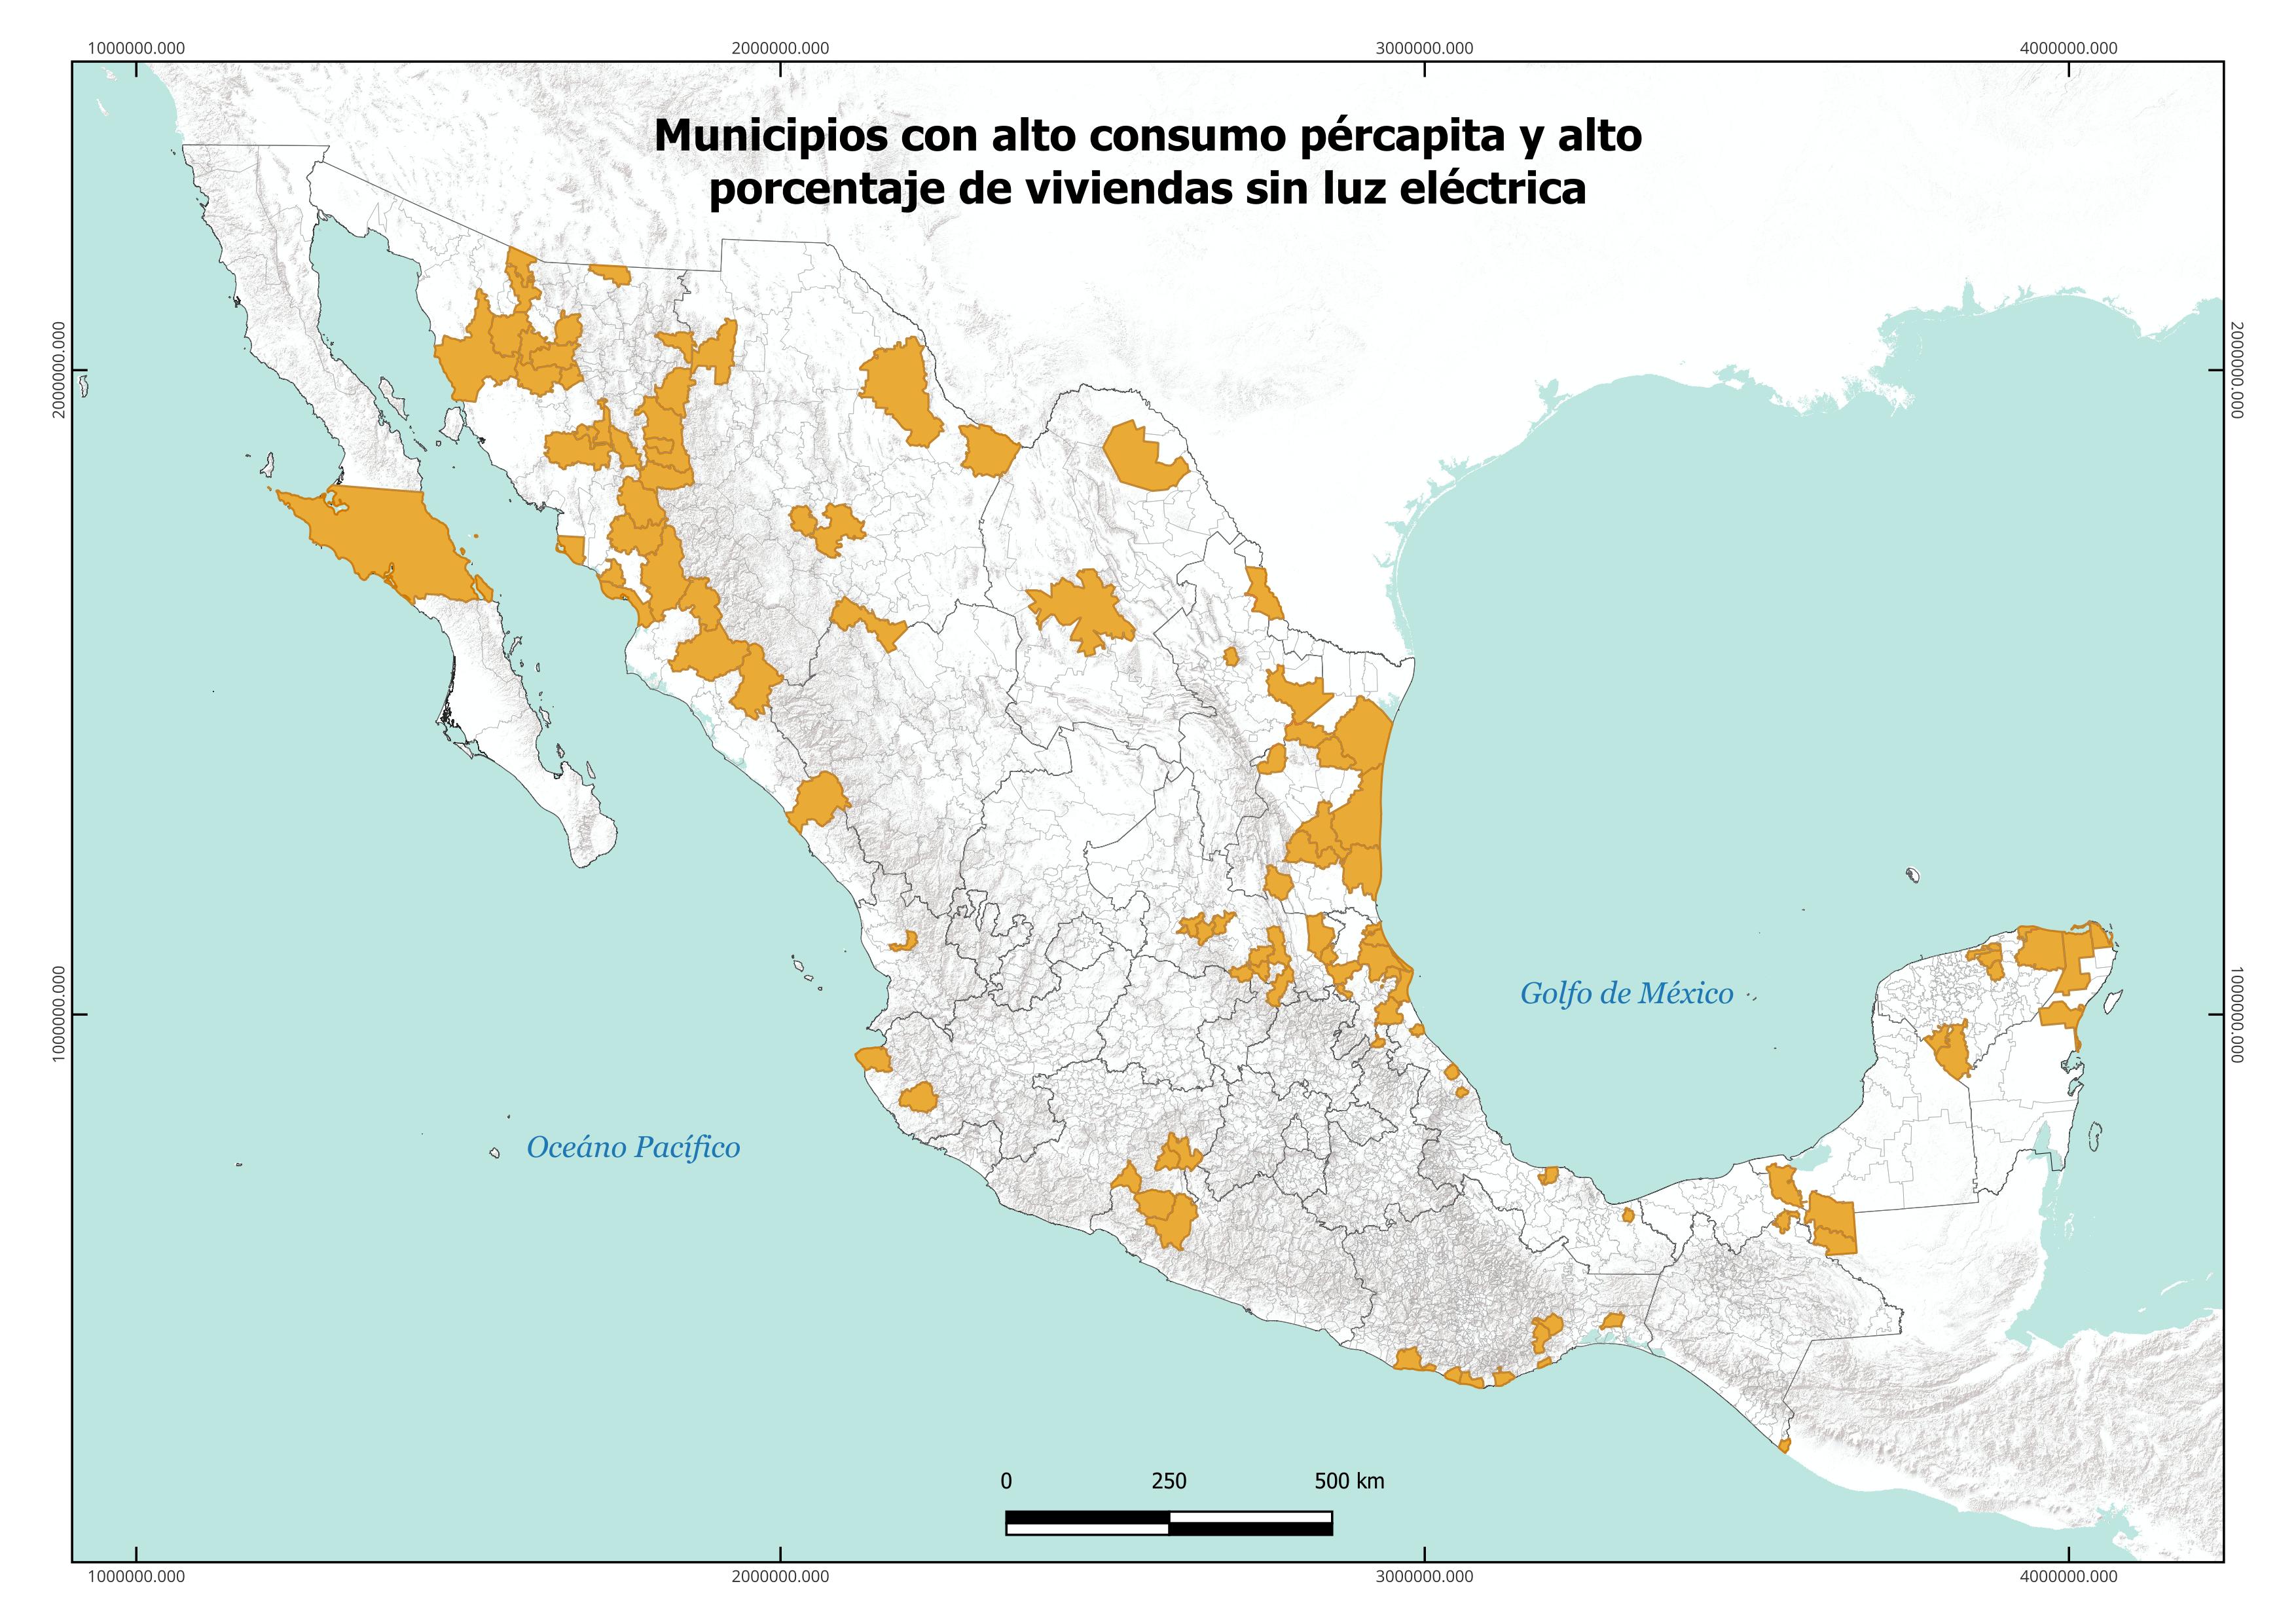 1000000.000 2000000.000 3000000.000 4000000.000
Municipios con alto consumo pércapita y alto
porcentaje de viviendas sin luz eléctrica
2000000.000
2000000.000
Golfo de México
1000000.000
1000000.000
Oceáno Pacífico
0 250 500 km
1000000.000 2000000.000 3000000.000 4000000.000